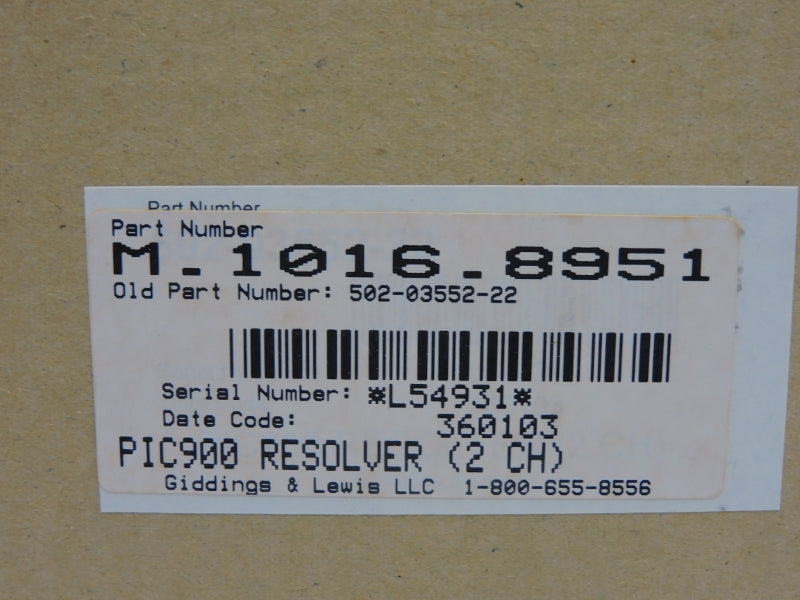 Part Number
Part Number
M.1016.8951
Old Part Number: 502-03552-22
Serial Number: *L54931*
Date Code: 360103
PIC900 RESOLVER (2 CH)
Giddings & Lewis LLC 1-800-655-8556